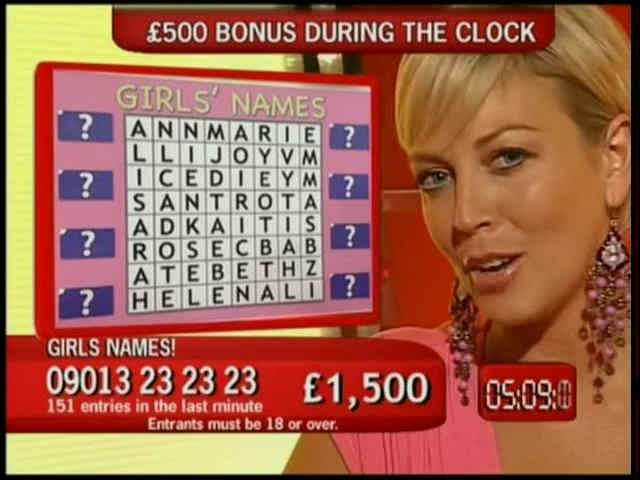 £500 BONUS DURING THE CLOCK
GIRLS' NAMES
? ANNMARIE ?
LLIJOYVM
? ICEDIEYM ?
SANTROTA
? ADKAITIS ?
ROSECBAB
? ATEBETHZ ?
HELENALI
GIRLS NAMES!
09013 23 23 23 £1,500
151 entries in the last minute
Entrants must be 18 or over.
05:09: